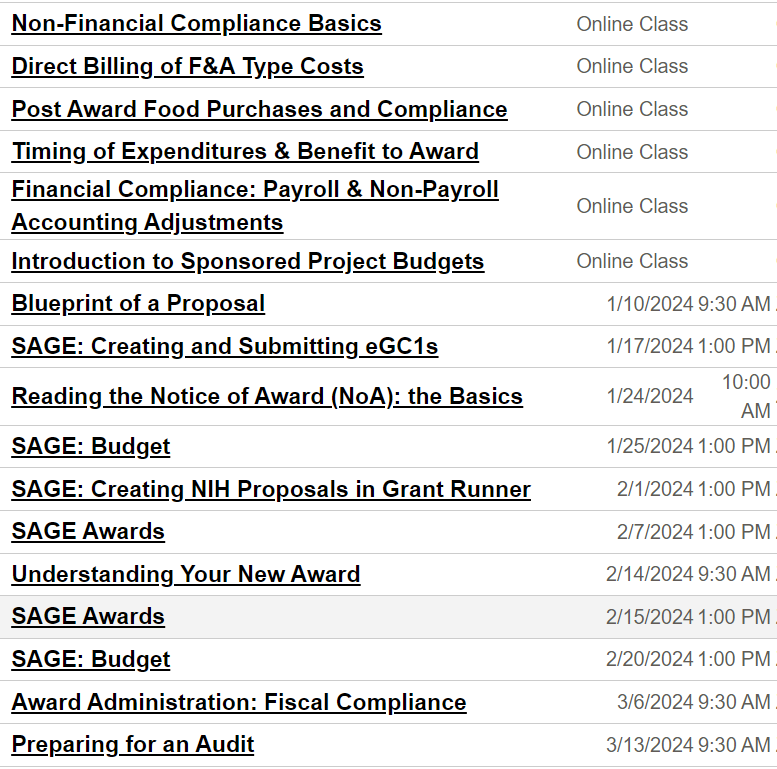 Non-Financial Compliance Basics Online Class
Direct Billing of F&A Type Costs Online Class
Post Award Food Purchases and Compliance Online Class
Timing of Expenditures & Benefit to Award Online Class
Financial Compliance: Payroll & Non-Payroll
Accounting Adjustments Online Class
Introduction to Sponsored Project Budgets Online Class
Blueprint of a Proposal 1/10/2024 9:30 AM
SAGE: Creating and Submitting eGC1s 1/17/2024 1:00 PM
Reading the Notice of Award (NoA): the Basics 1/24/2024 10:00
AM
SAGE: Budget 1/25/2024 1:00 PM
SAGE: Creating NIH Proposals in Grant Runner 2/1/2024 1:00 PM
SAGE Awards 2/7/2024 1:00 PM
Understanding Your New Award 2/14/2024 9:30 AM
SAGE Awards 2/15/2024 1:00 PM
SAGE: Budget 2/20/2024 1:00 PM
Award Administration: Fiscal Compliance 3/6/2024 9:30 AM
Preparing for an Audit 3/13/2024 9:30 AM